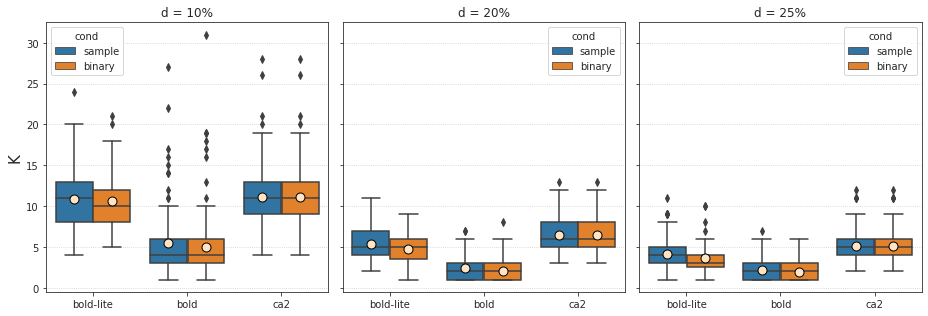 d = 10%
d = 20%
d = 25%
K
30
25
20
15
10
5
0
cond
sample
binary
cond
sample
binary
cond
sample
binary
bold-lite
bold
ca2
bold-lite
bold
ca2
bold-lite
bold
ca2